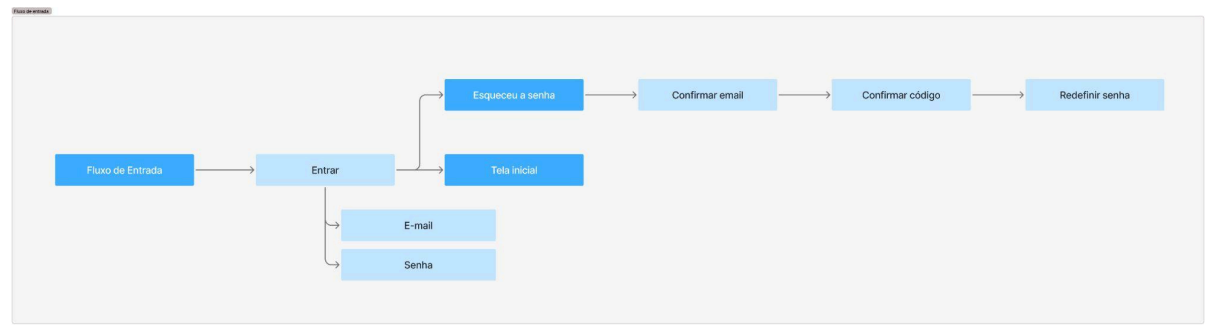 Fluxo de entrada
Esqueceu a senha
Confirmar email
Confirmar código
Redefinir senha
Fluxo de Entrada
Entrar
Tela inicial
E-mail
Senha